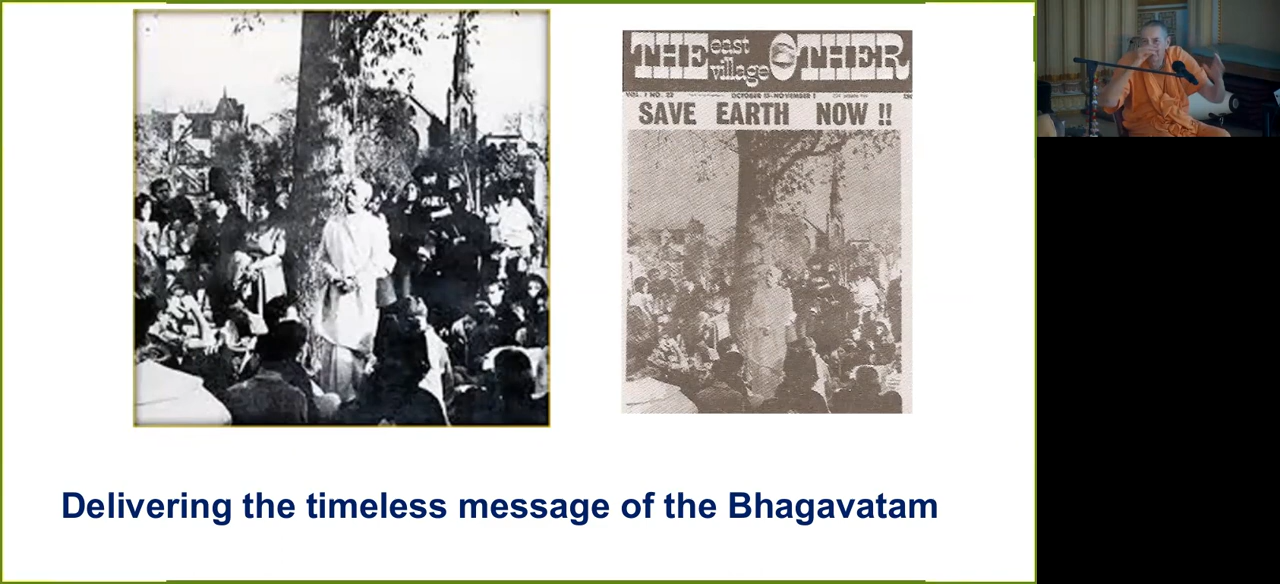 THE east village OTHER
VOL. 1 NO. 22
OCTOBER 15-NOVEMBER 1
SAVE EARTH NOW !!
Delivering the timeless message of the Bhagavatam